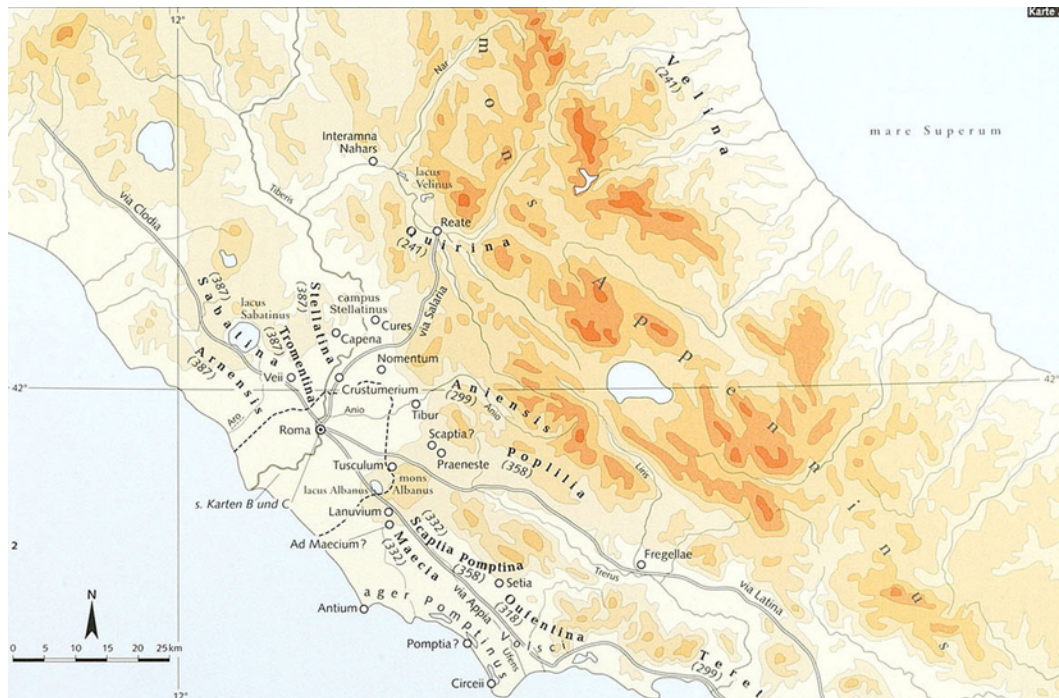 Karte
12°
mons Appenninus
Nar
Velina
(241)
mare Superum
Interamna
Nahars
lacus
Velinus
Tiberis
via Clodia
Reate
Quirina
(241)
via Salaria
Sabatina
(387)
lacus
Sabatinus
Stellatina
(387)
campus
Stellatinus
Tromentina
(387)
Cures
Capena
Nomentum
Arnensis
(387)
Veii
Crustumerium
42°
42°
Aro
Anio
Aniensis
(299)
Anio
Tibur
Roma
Scaptia?
Praeneste
Poplilia
(358)
Liris
Tusculum
mons
Albanus
lacus Albanus
s. Karten B und C
Lanuvium
Ad Maecium?
Maecia
(332)
Scaptia
(332)
Pomptina
(358)
2
Fregellae
Trerus
via Latina
Setia
N
ager Pomptinus
via Appia
Oufentina
(318)
Antium
Volsci
Ufens
Pomptia?
Teret
(299)
0 5 10 15 20 25 km
Circeii
12°